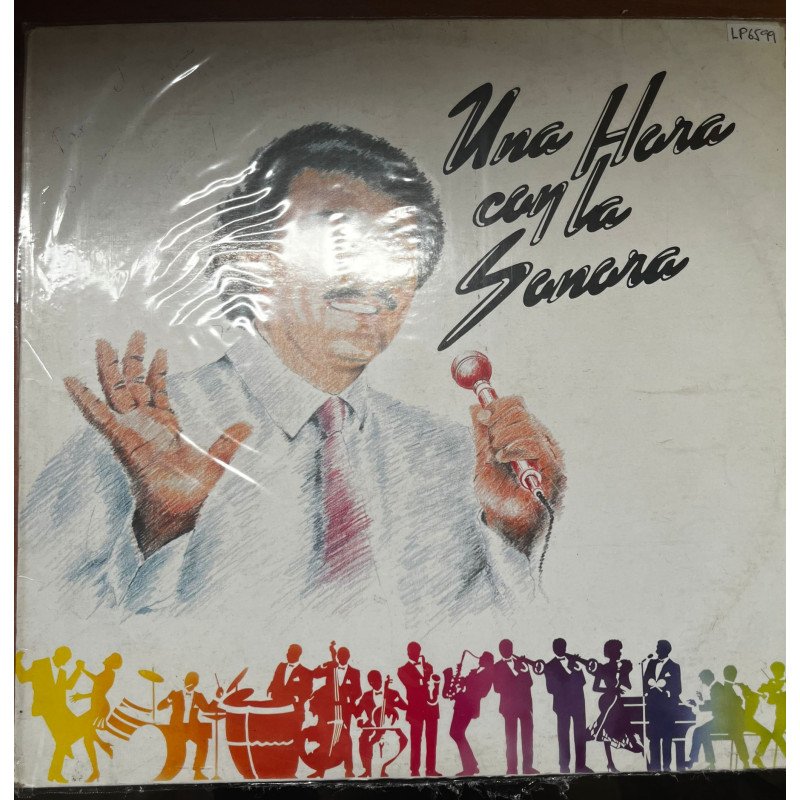 LP6599
Una Hora
con la
Sonora